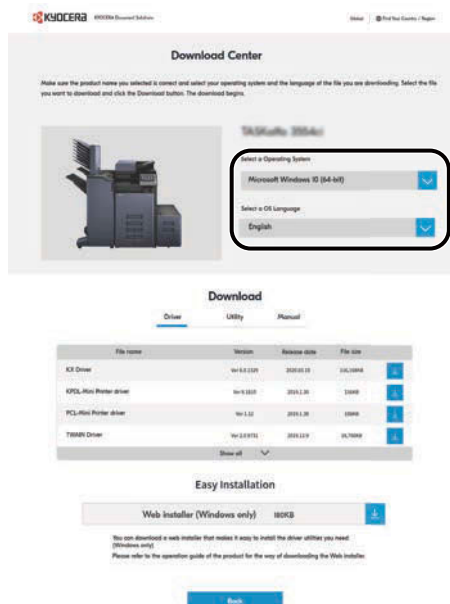 KYOCERA KYOCERA Document Solutions
Global Find Your Country / Region
Download Center
Make sure the product name you selected is correct and select your operating system and the language of the file you are downloading. Select the file
you want to download and click the Download button. The download begins.
Select a Operating System
Microsoft Windows 10 (64-bit)
Select a OS Language
English
Download
Driver Utility Manual
File name Version Release date File size
KX Driver
KPDL-Mini Printer driver
PCL-Mini Printer driver
TWAIN Driver
Show all
Easy Installation
Web installer (Windows only) 180KB
You can download a web installer that makes it easy to install the driver utilities you need.
(Windows only)
Please refer to the operation guide of the product for the way of downloading the Web installer.
Back